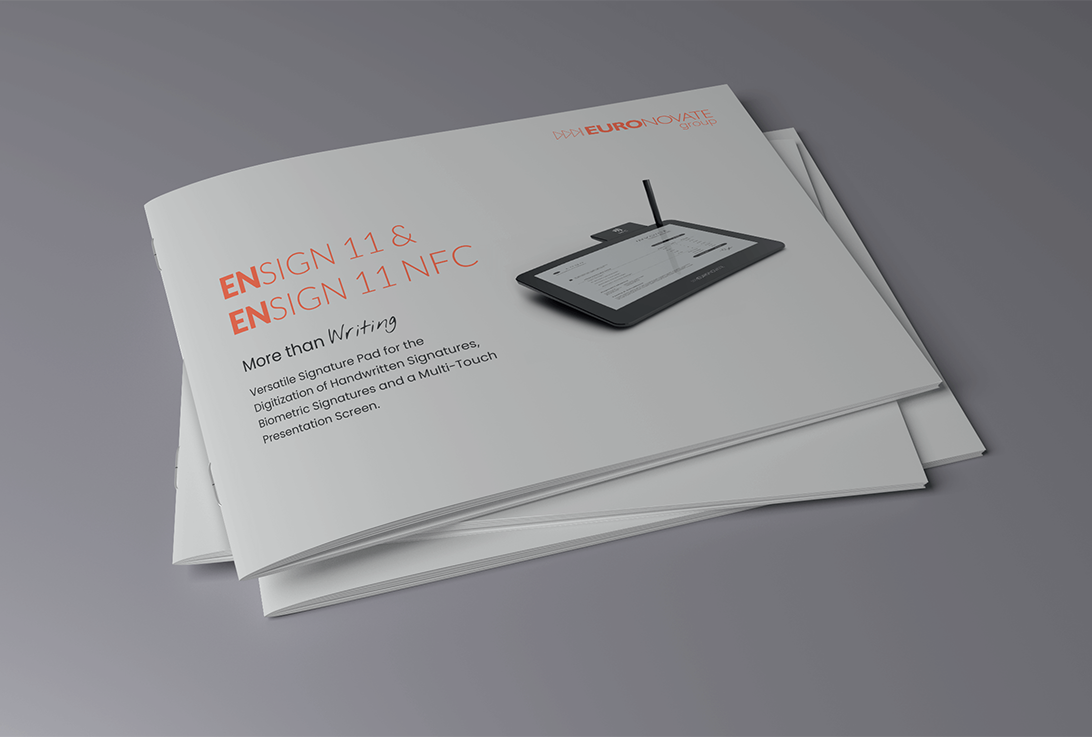 EURONOVATE
group
ENSIGN 11 &
ENSIGN 11 NFC
More than Writing
Versatile Signature Pad for the
Digitization of Handwritten Signatures,
Biometric Signatures and a Multi-Touch
Presentation Screen.